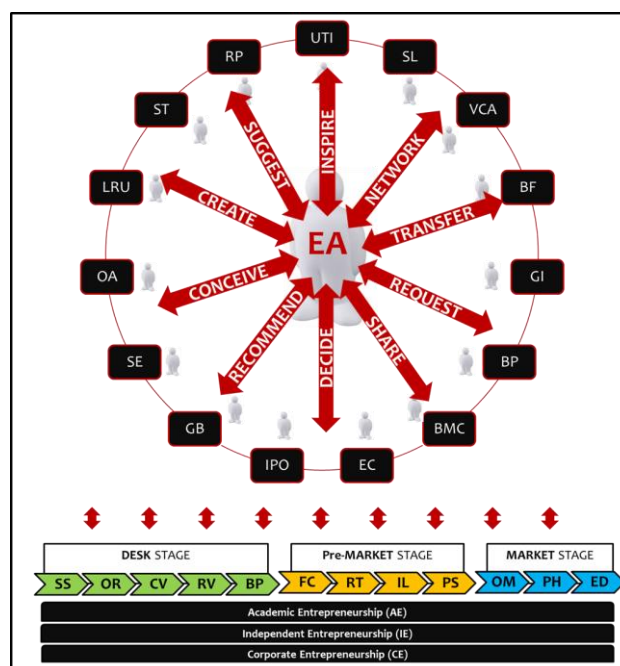 UTI
RP
SL
ST
VCA
LRU
BF
OA
GI
SE
BP
GB
BMC
IPO
EC
EA
INSPIRE
NETWORK
TRANSFER
REQUEST
SHARE
DECIDE
RECOMMEND
CONCEIVE
CREATE
SUGGEST
DESK STAGE
Pre-MARKET STAGE
MARKET STAGE
SS OR CV RV BP FC RT IL PS OM PH ED
Academic Entrepreneurship (AE)
Independent Entrepreneurship (IE)
Corporate Entrepreneurship (CE)